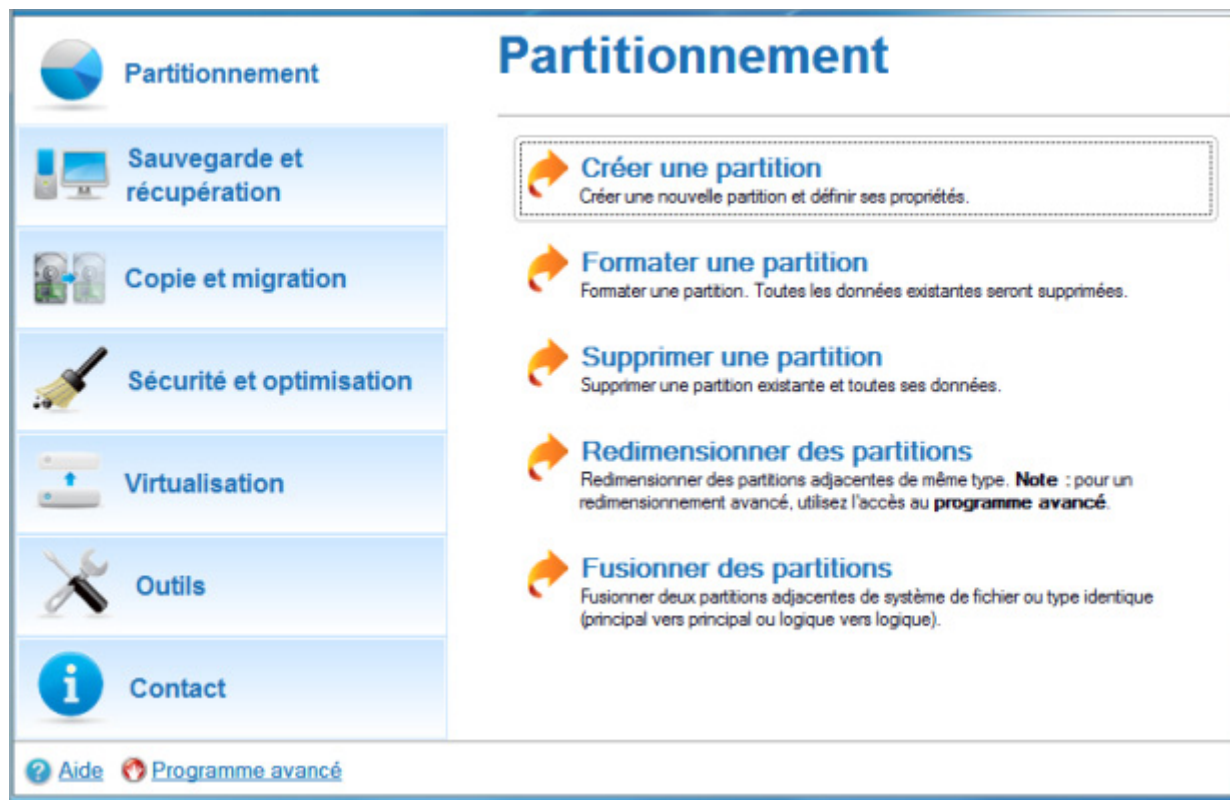 Partitionnement
Sauvegarde et
récupération
Copie et migration
Sécurité et optimisation
Virtualisation
Outils
Contact
Partitionnement
Créer une partition
Créer une nouvelle partition et définir ses propriétés.
Formater une partition
Formater une partition. Toutes les données existantes seront supprimées.
Supprimer une partition
Supprimer une partition existante et toutes ses données.
Redimensionner des partitions
Redimensionner des partitions adjacentes de même type. Note : pour un
redimensionnement avancé, utilisez l'accès au programme avancé.
Fusionner des partitions
Fusionner deux partitions adjacentes de système de fichier ou type identique
(principal vers principal ou logique vers logique).
Aide Programme avancé